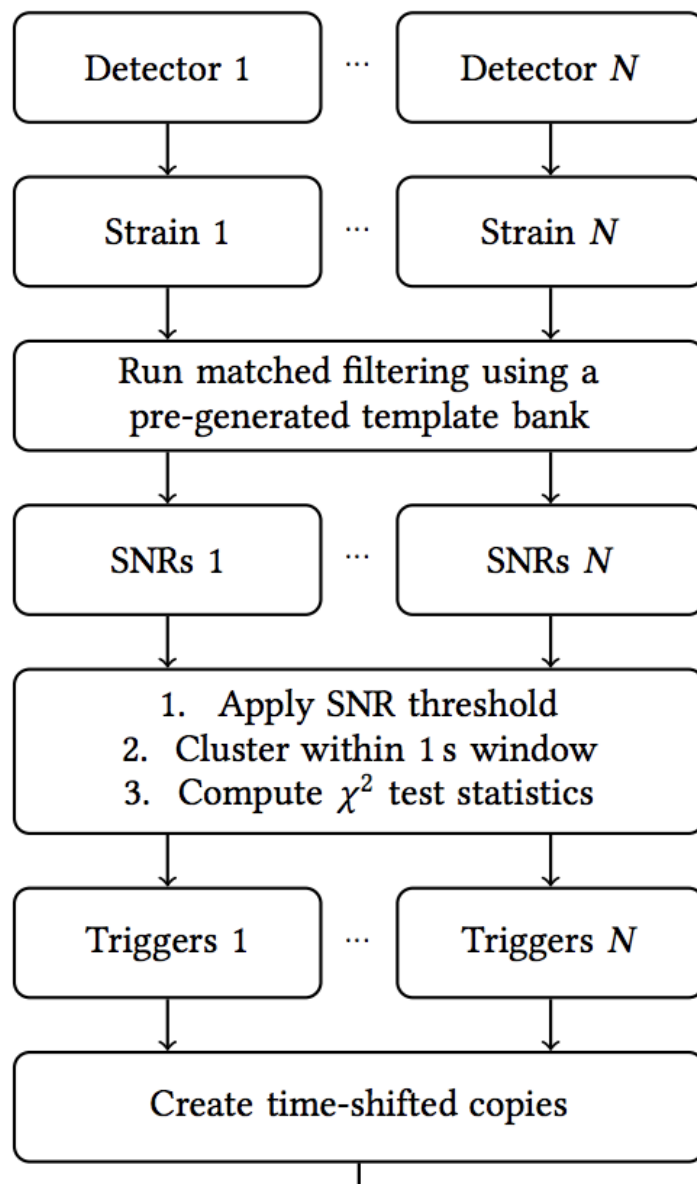 Detector 1 ... Detector N
Strain 1 ... Strain N
Run matched filtering using a
pre-generated template bank
SNRs 1 ... SNRs N
1. Apply SNR threshold
2. Cluster within 1 s window
3. Compute χ² test statistics
Triggers 1 ... Triggers N
Create time-shifted copies